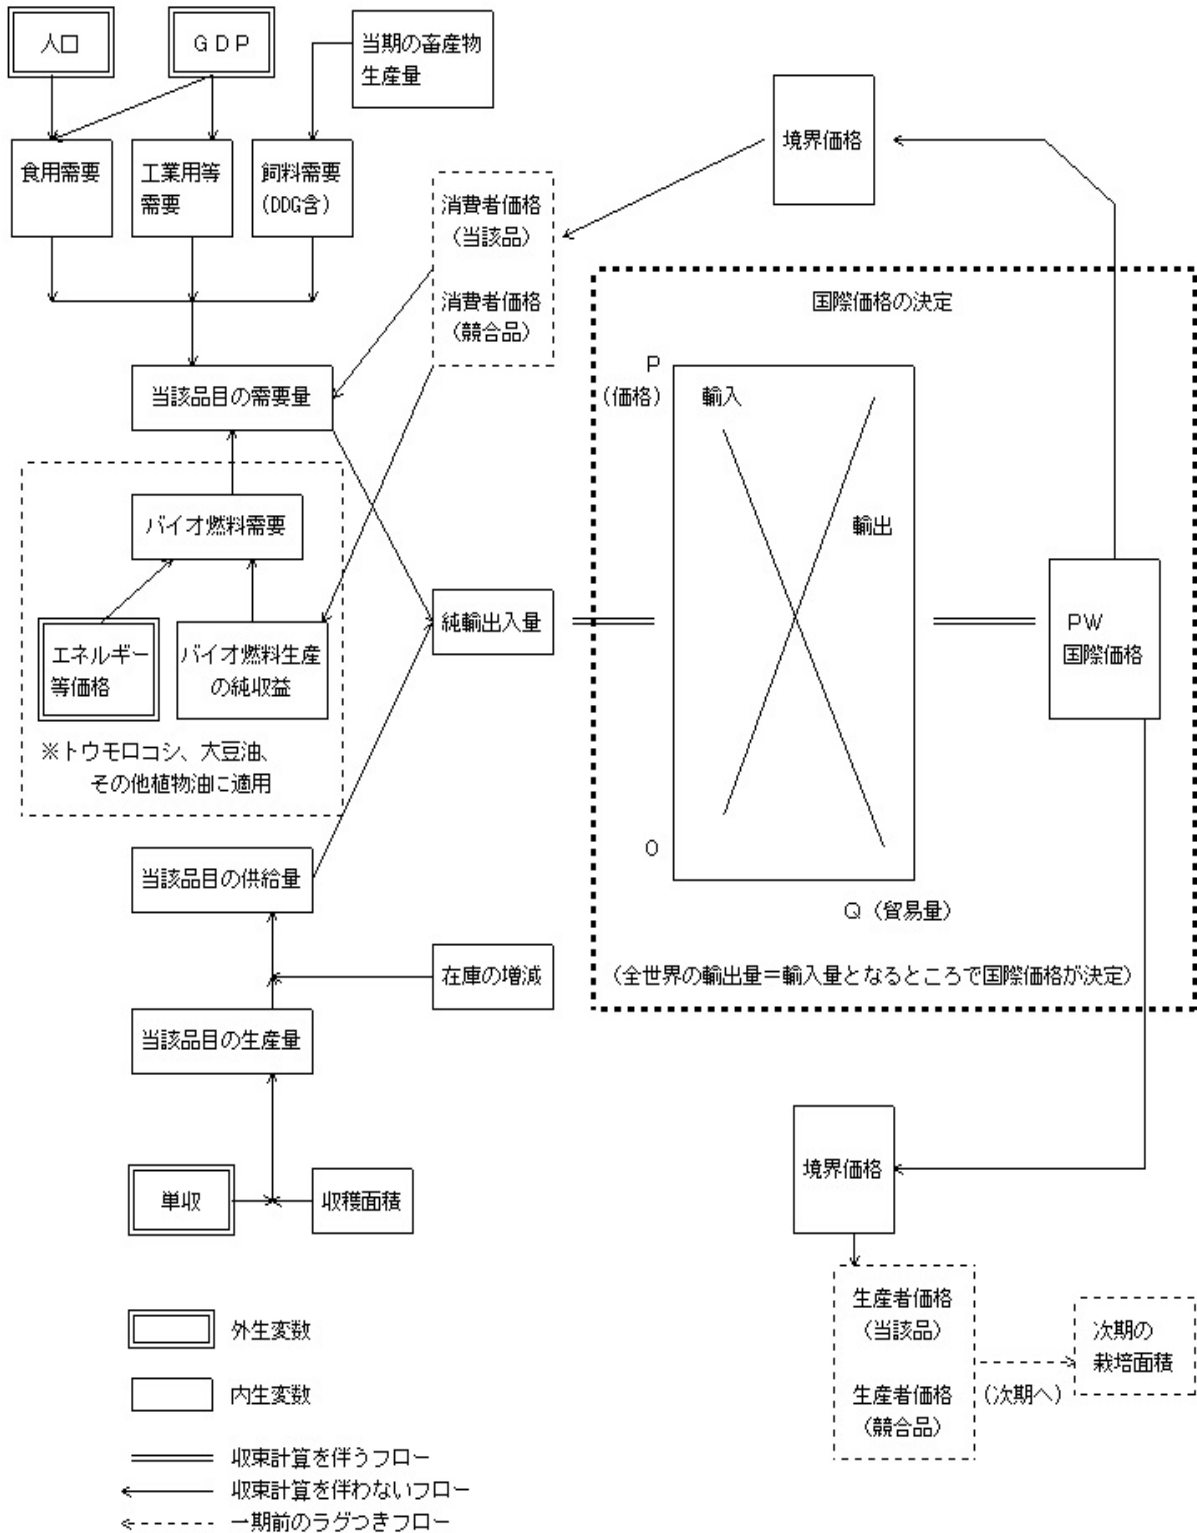 人口
GDP
当期の畜産物
生産量
食用需要
工業用等
需要
飼料需要
(DDG含)
消費者価格
(当該品)
消費者価格
(競合品)
境界価格
国際価格の決定
P
(価格)
輸入
輸出
O
Q(貿易量)
(全世界の輸出量=輸入量となるところで国際価格が決定)
当該品目の需要量
バイオ燃料需要
エネルギー
等価格
バイオ燃料生産
の純収益
※トウモロコシ、大豆油、
その他植物油に適用
純輸出入量
PW
国際価格
当該品目の供給量
在庫の増減
当該品目の生産量
単収
収穫面積
境界価格
生産者価格
(当該品)
生産者価格
(競合品)
(次期へ)
次期の
栽培面積
外生変数
内生変数
収束計算を伴うフロー
収束計算を伴わないフロー
一期前のラグつきフロー